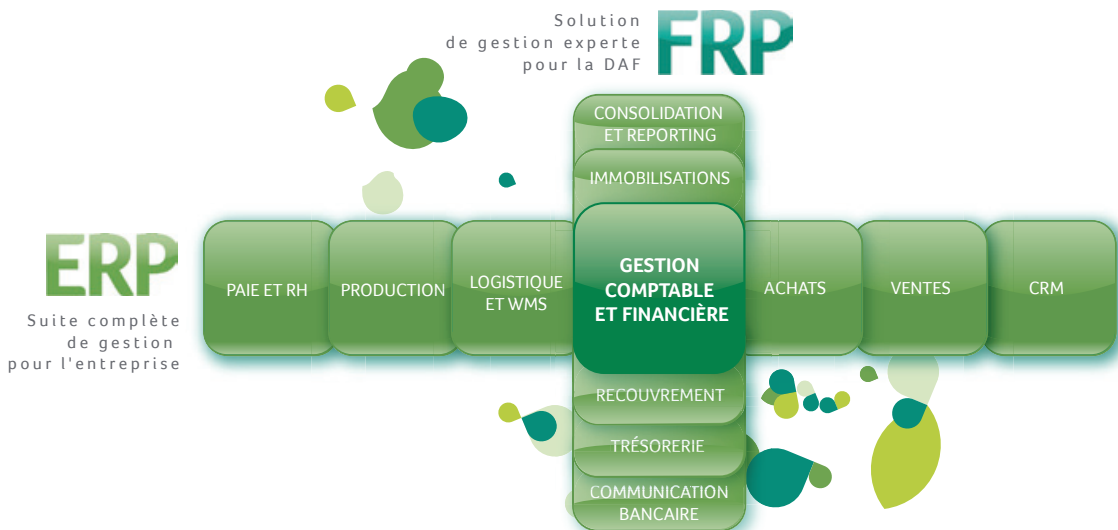 Solution
de gestion experte
pour la DAF
FRP
CONSOLIDATION
ET REPORTING
IMMOBILISATIONS
ERP
Suite complète
de gestion
pour l'entreprise
PAIE ET RH
PRODUCTION
LOGISTIQUE
ET WMS
GESTION
COMPTABLE
ET FINANCIÈRE
ACHATS
VENTES
CRM
RECOUVREMENT
TRÉSORERIE
COMMUNICATION
BANCAIRE